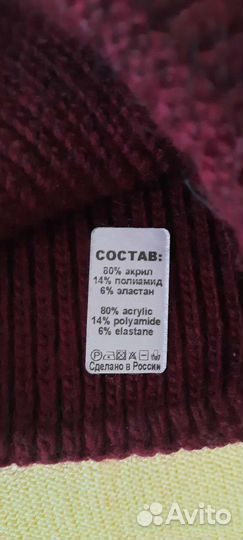 СОСТАВ:
80% акрил
14% полиамид
6% эластан
80% acrylic
14% polyamide
6% elastane
Сделано в России
Avito